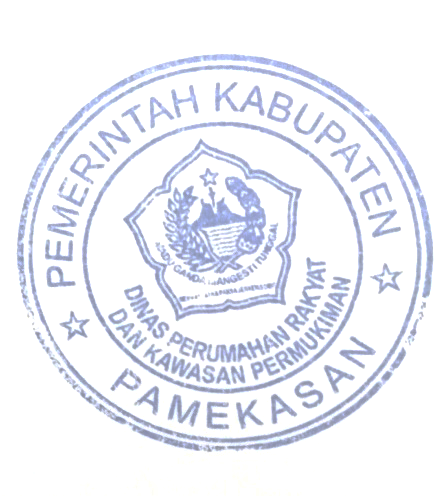 PEMERINTAH KABUPATEN
PAMEKASAN
DINAS PERUMAHAN RAKYAT
DAN KAWASAN PERMUKIMAN